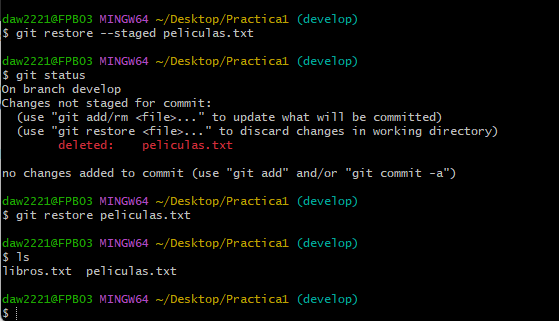 daw2221@FPB03 MINGW64 ~/Desktop/Practica1 (develop)
$ git restore --staged peliculas.txt
daw2221@FPB03 MINGW64 ~/Desktop/Practica1 (develop)
$ git status
On branch develop
Changes not staged for commit:
  (use "git add/rm <file>..." to update what will be committed)
  (use "git restore <file>..." to discard changes in working directory)
        deleted:    peliculas.txt
no changes added to commit (use "git add" and/or "git commit -a")
daw2221@FPB03 MINGW64 ~/Desktop/Practica1 (develop)
$ git restore peliculas.txt
daw2221@FPB03 MINGW64 ~/Desktop/Practica1 (develop)
$ ls
libros.txt  peliculas.txt
daw2221@FPB03 MINGW64 ~/Desktop/Practica1 (develop)
$